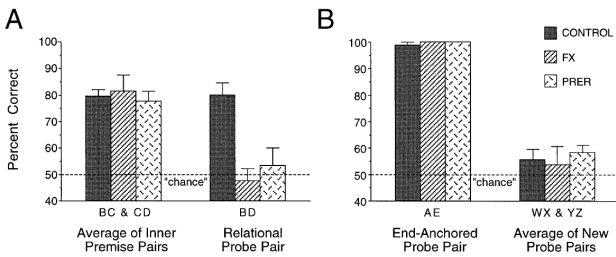 A
Percent Correct
100
90
80
70
60
50
40
"chance"
BC & CD
BD
Average of Inner
Premise Pairs
Relational
Probe Pair
B
CONTROL
FX
PRER
100
90
80
70
60
50
40
"chance"
AE
WX & YZ
End-Anchored
Probe Pair
Average of New
Probe Pairs